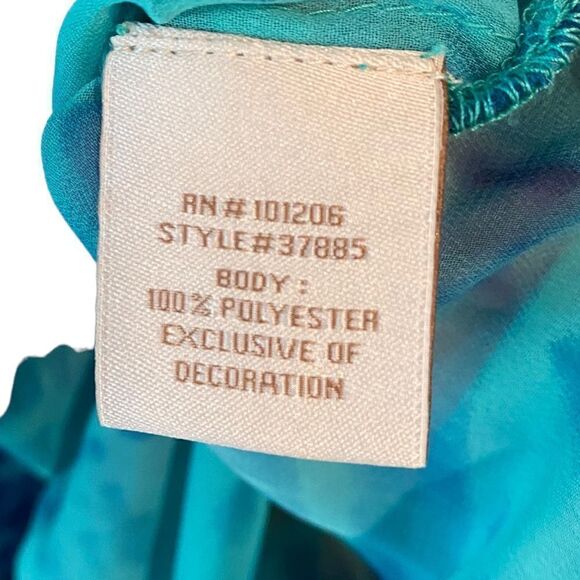 RN # 101206
STYLE#37885
BODY :
100% POLYESTER
EXCLUSIVE OF
DECORATION